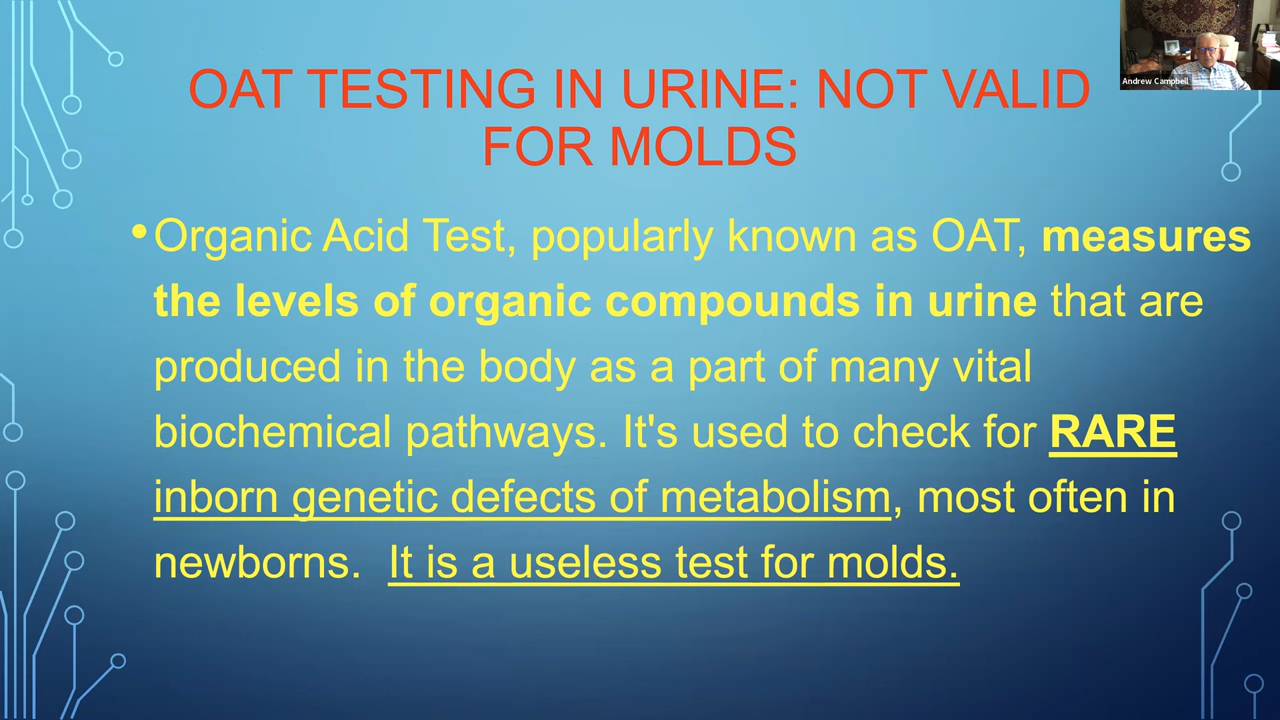 OAT TESTING IN URINE: NOT VALID
FOR MOLDS
Andrew Campbell
•Organic Acid Test, popularly known as OAT, measures
the levels of organic compounds in urine that are
produced in the body as a part of many vital
biochemical pathways. It's used to check for RARE
inborn genetic defects of metabolism, most often in
newborns.  It is a useless test for molds.